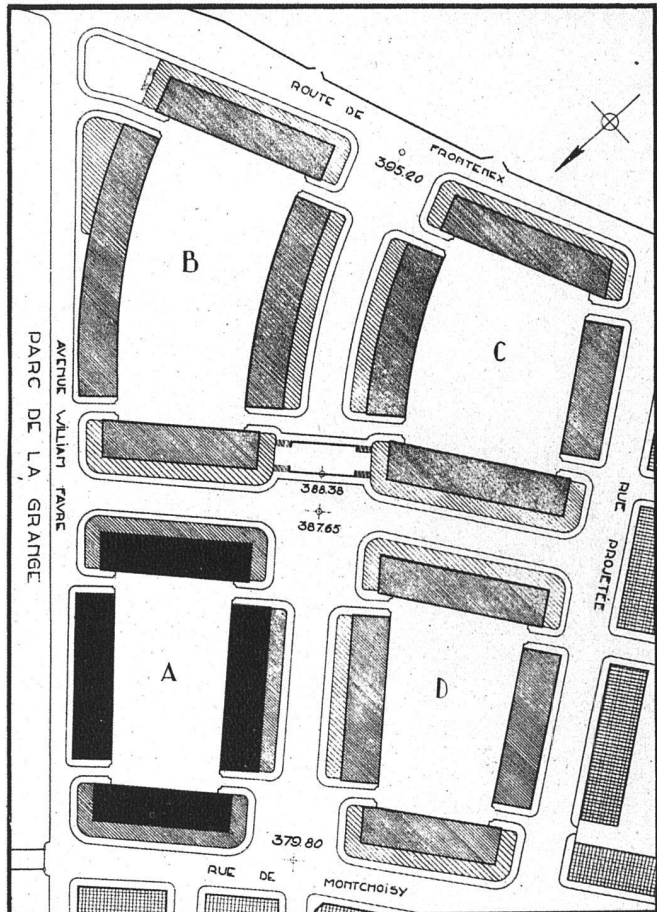 ROUTE DE
FRONTENEX
395.20
B
C
PARC DE LA GRANGE
AVENUE WILLIAM FAVRE
388.38
387.65
RUE PROJETÉE
A
D
379.80
RUE DE MONTCHOISY